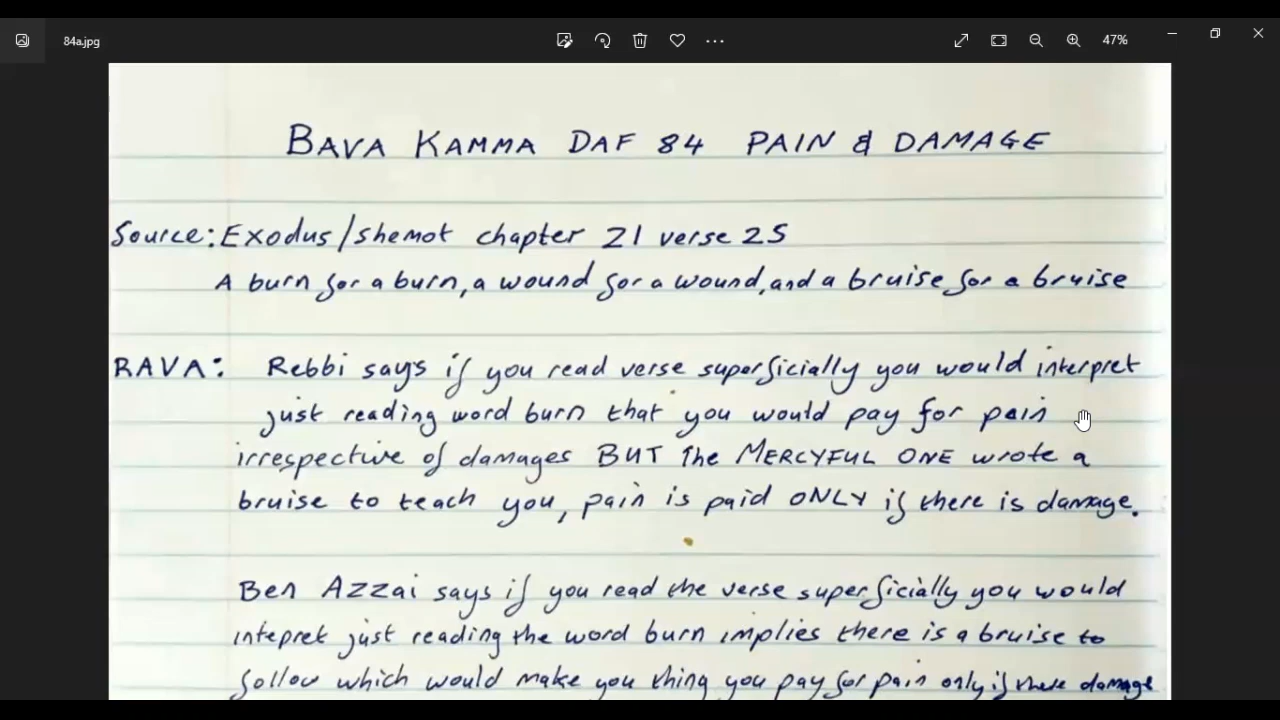 84a.jpg
47%
BAVA KAMMA DAF 84 PAIN & DAMAGE
Source: Exodus/shemot chapter 21 verse 25
A burn for a burn, a wound for a wound, and a bruise for a bruise
RAVA: Rebbi says if you read verse superficially you would interpret
just reading word burn that you would pay for pain
irrespective of damages BUT The MERCYFUL ONE wrote a
bruise to teach you, pain is paid ONLY if there is damage.
Ben AZZai says if you read the verse superficially you would
intepret just reading the word burn implies there is a bruise to
follow which would make you thing you pay for pain only if there damage